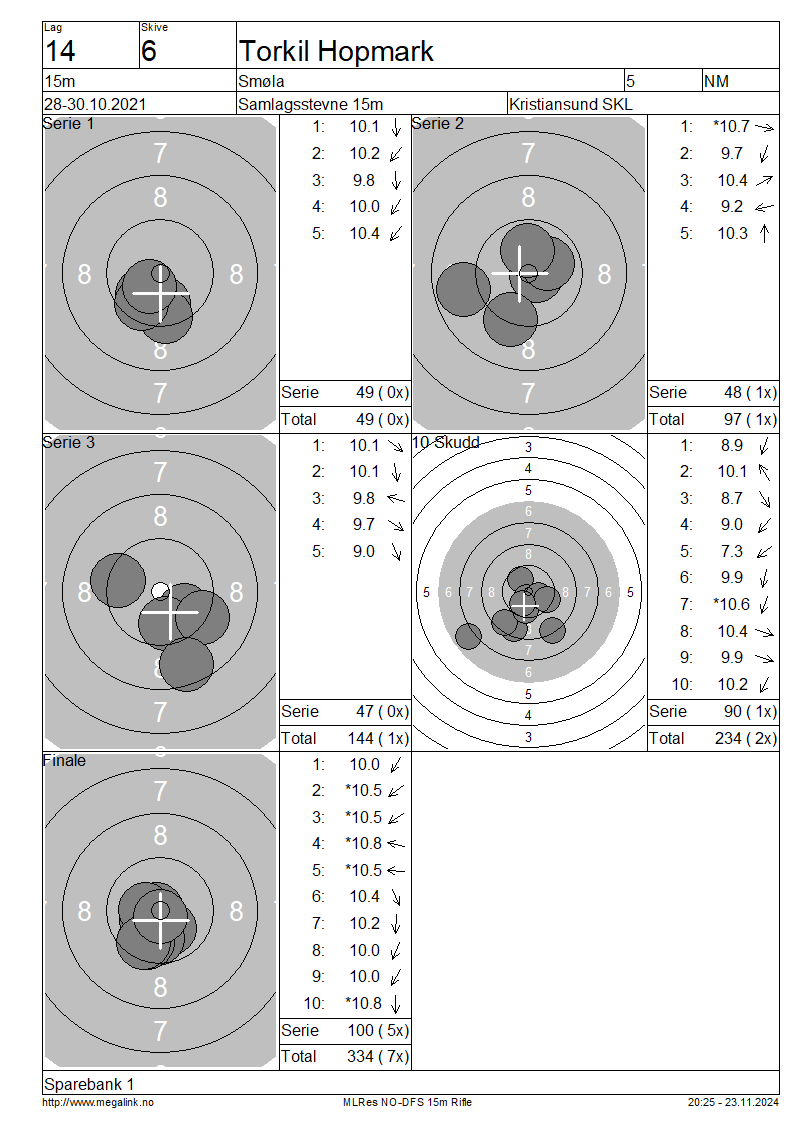 Lag
Skive
14
6
Torkil Hopmark
15m
Smøla
5
NM
28-30.10.2021
Samlagsstevne 15m
Kristiansund SKL
Serie 1
7
8
8
8
8
7
1: 10.1
2: 10.2
3: 9.8
4: 10.0
5: 10.4
Serie 49 ( 0x)
Total 49 ( 0x)
Serie 2
7
8
8
8
7
1: *10.7
2: 9.7
3: 10.4
4: 9.2
5: 10.3
Serie 48 ( 1x)
Total 97 ( 1x)
Serie 3
7
8
8
8
8
7
1: 10.1
2: 10.1
3: 9.8
4: 9.7
5: 9.0
Serie 47 ( 0x)
Total 144 ( 1x)
10 Skudd
3
4
5
6
7
8
5 6 7 8 8 7 6 5
7
6
5
4
3
1: 8.9
2: 10.1
3: 8.7
4: 9.0
5: 7.3
6: 9.9
7: *10.6
8: 10.4
9: 9.9
10: 10.2
Serie 90 ( 1x)
Total 234 ( 2x)
Finale
7
8
8
8
8
7
1: 10.0
2: *10.5
3: *10.5
4: *10.8
5: *10.5
6: 10.4
7: 10.2
8: 10.0
9: 10.0
10: *10.8
Serie 100 ( 5x)
Total 334 ( 7x)
Sparebank 1
http://www.megalink.no
MLRes NO-DFS 15m Rifle
20:25 - 23.11.2024